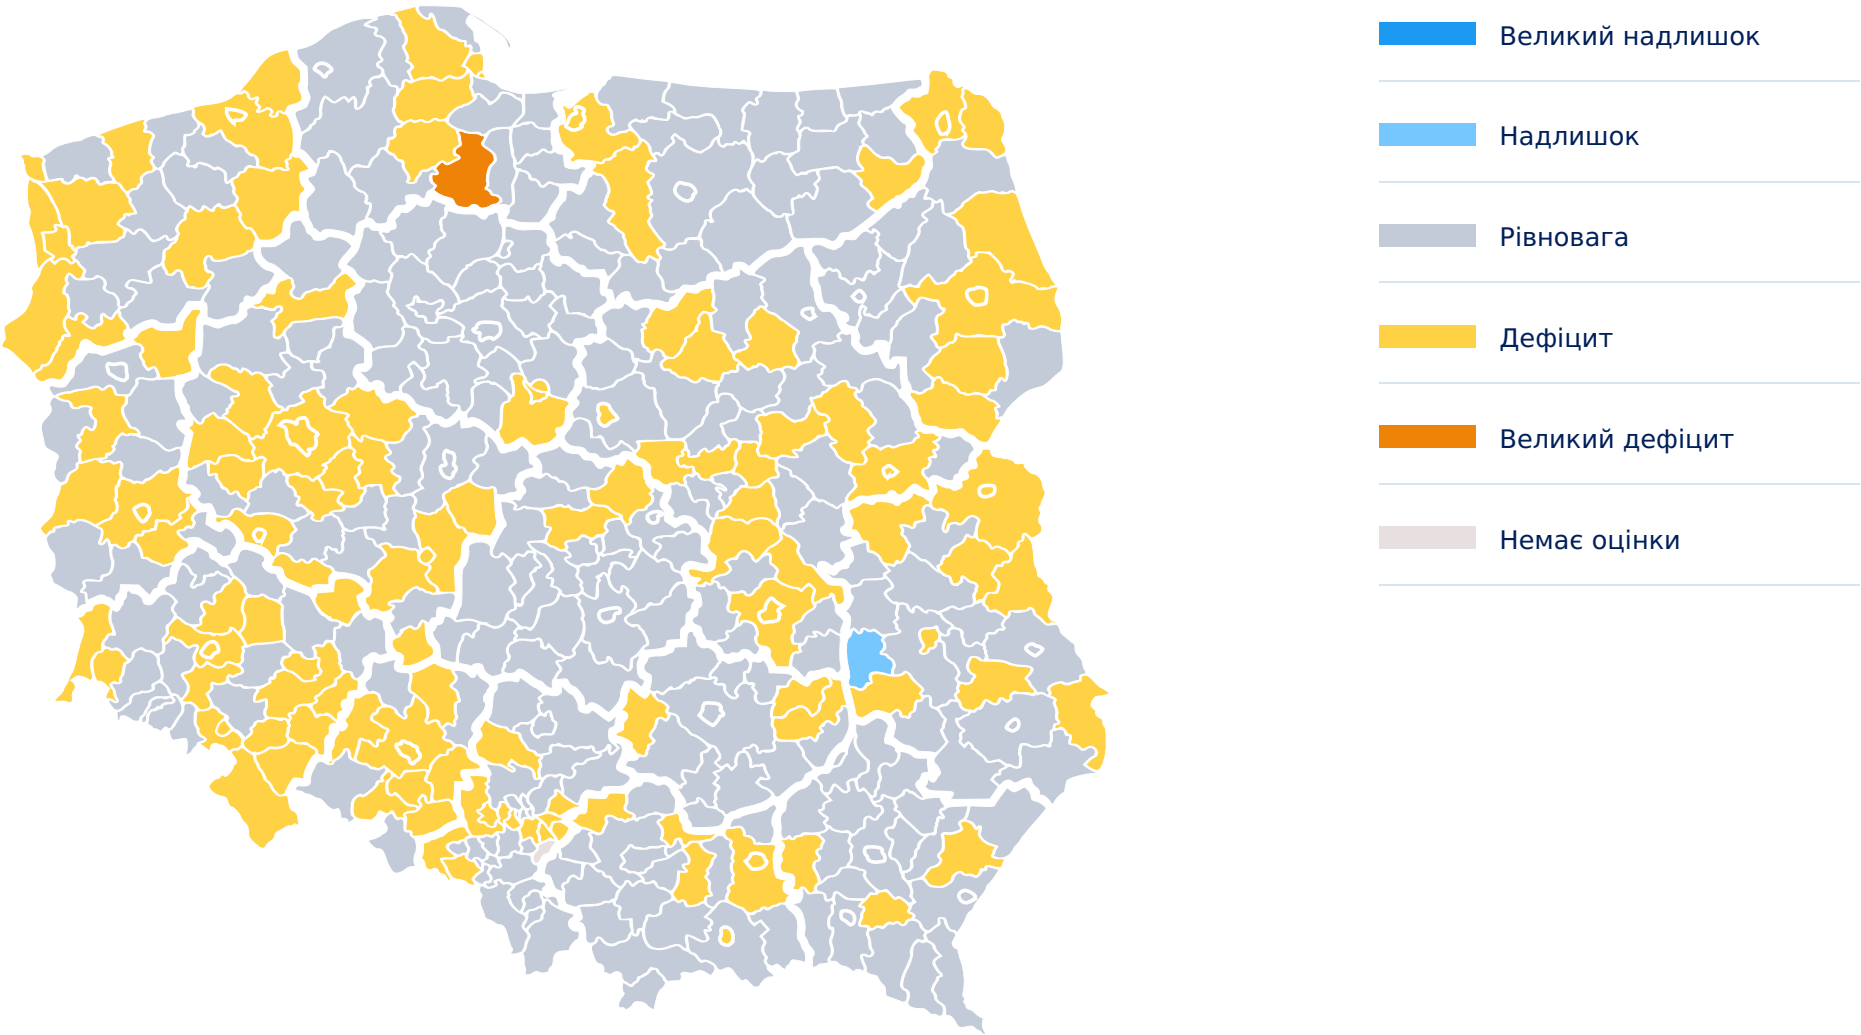 Великий надлишок
Надлишок
Рівновага
Дефіцит
Великий дефіцит
Немає оцінки